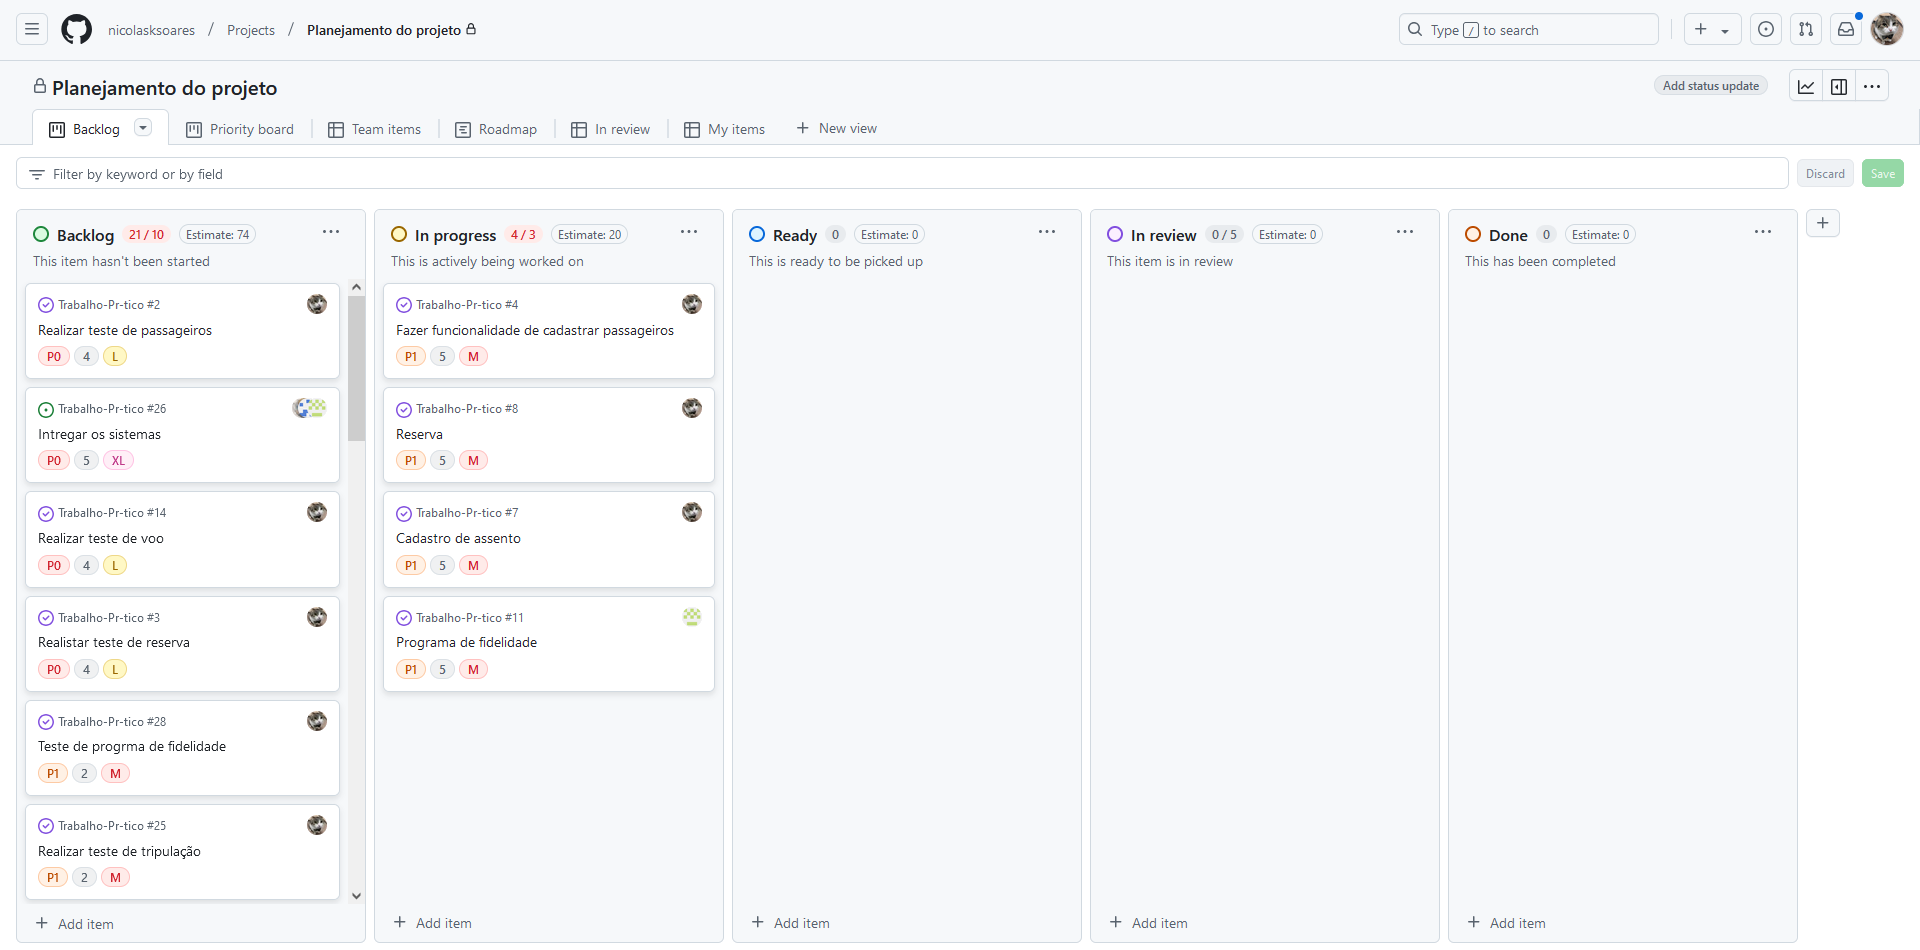 nicolasksoares / Projects / Planejamento do projeto
Type / to search
Planejamento do projeto
Add status update
Backlog
Priority board
Team items
Roadmap
In review
My items
New view
Filter by keyword or by field
Discard
Save
Backlog 21 / 10 Estimate: 74
This item hasn't been started
Trabalho-Pr-tico #2
Realizar teste de passageiros
P0 4 L
Trabalho-Pr-tico #26
Intregar os sistemas
P0 5 XL
Trabalho-Pr-tico #14
Realizar teste de voo
P0 4 L
Trabalho-Pr-tico #3
Realistar teste de reserva
P0 4 L
Trabalho-Pr-tico #28
Teste de progrma de fidelidade
P1 2 M
Trabalho-Pr-tico #25
Realizar teste de tripulação
P1 2 M
Add item
In progress 4 / 3 Estimate: 20
This is actively being worked on
Trabalho-Pr-tico #4
Fazer funcionalidade de cadastrar passageiros
P1 5 M
Trabalho-Pr-tico #8
Reserva
P1 5 M
Trabalho-Pr-tico #7
Cadastro de assento
P1 5 M
Trabalho-Pr-tico #11
Programa de fidelidade
P1 5 M
Add item
Ready 0 Estimate: 0
This is ready to be picked up
Add item
In review 0 / 5 Estimate: 0
This item is in review
Add item
Done 0 Estimate: 0
This has been completed
Add item